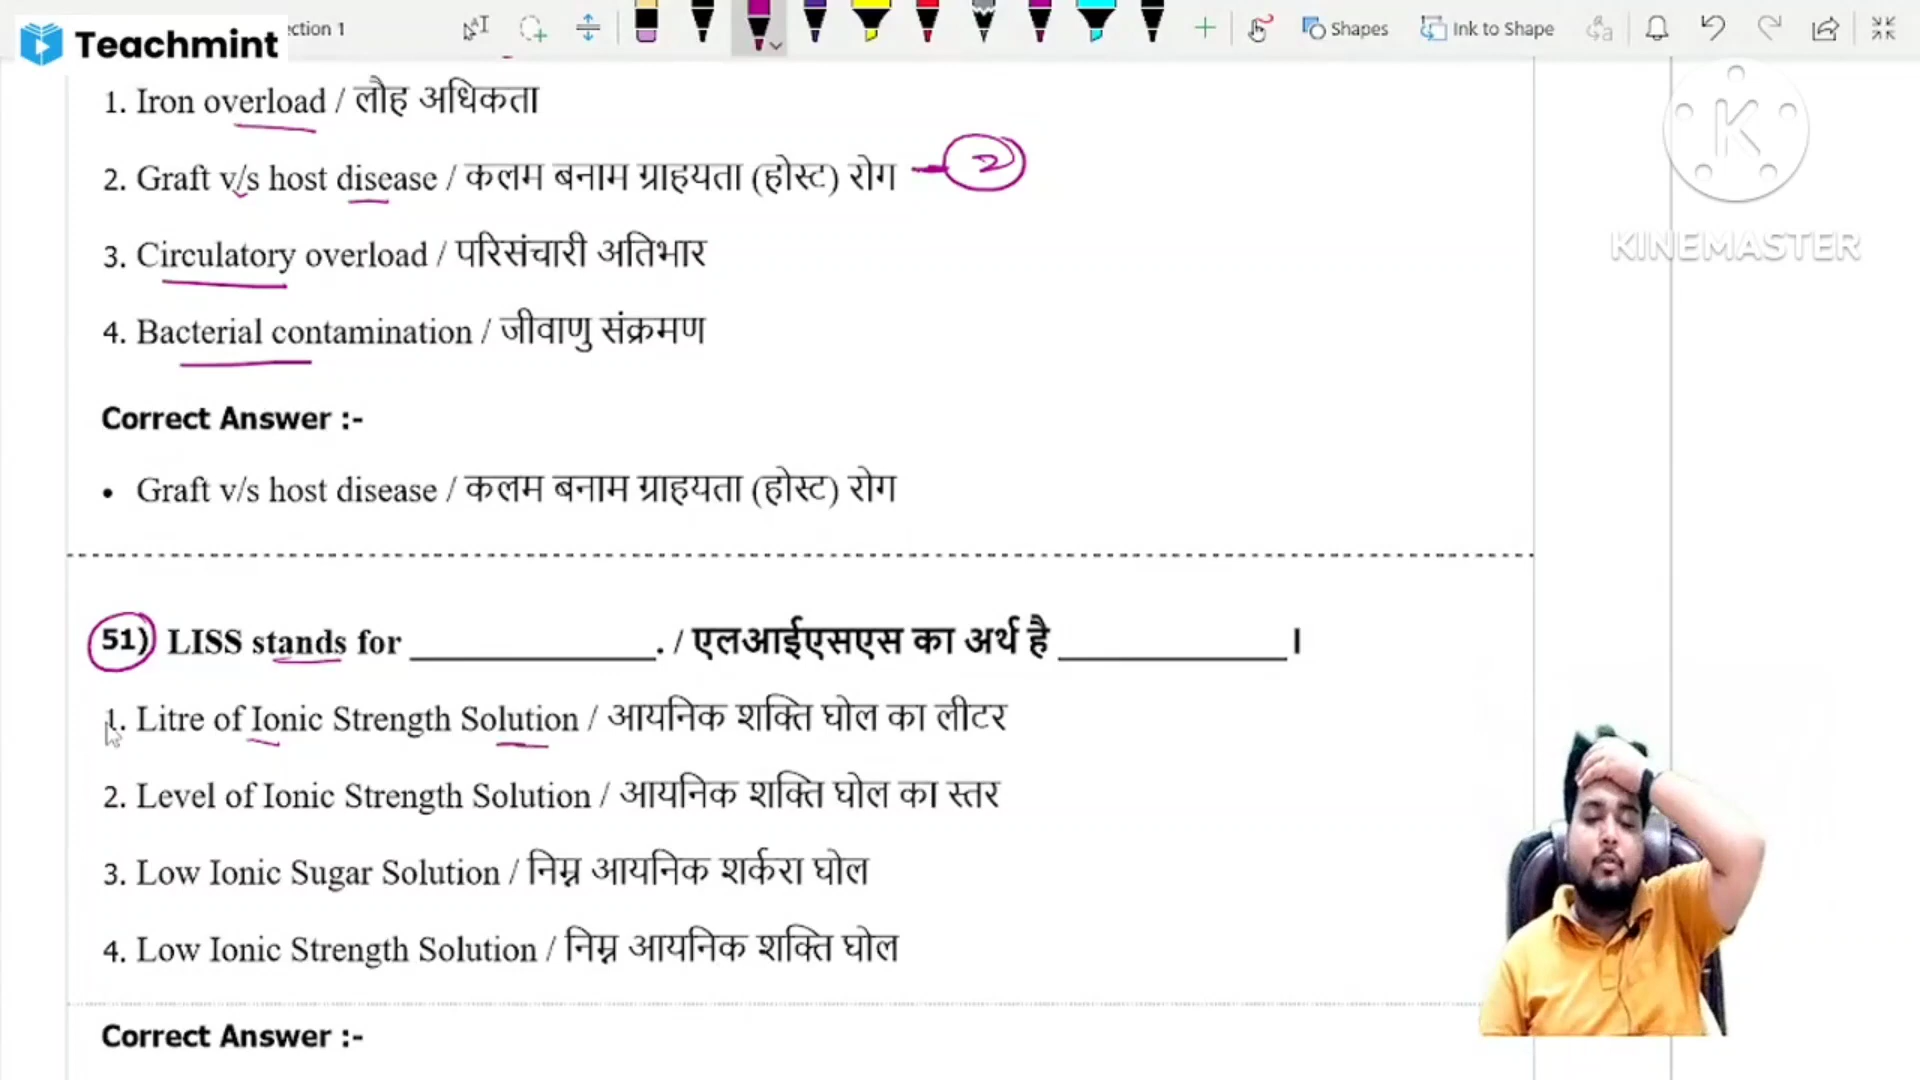 Teachmint
ection 1
Shapes
Ink to Shape
1. Iron overload / लौह अधिकता
2. Graft v/s host disease / कलम बनाम ग्राहयता (होस्ट) रोग
2
3. Circulatory overload / परिसंचारी अतिभार
4. Bacterial contamination / जीवाणु संक्रमण
Correct Answer :-
• Graft v/s host disease / कलम बनाम ग्राहयता (होस्ट) रोग
51) LISS stands for ______________. / एलआईएसएस का अर्थ है _____________ ।
1. Litre of Ionic Strength Solution / आयनिक शक्ति घोल का लीटर
2. Level of Ionic Strength Solution / आयनिक शक्ति घोल का स्तर
3. Low Ionic Sugar Solution / निम्न आयनिक शर्करा घोल
4. Low Ionic Strength Solution / निम्न आयनिक शक्ति घोल
Correct Answer :-
K
KINEMASTER